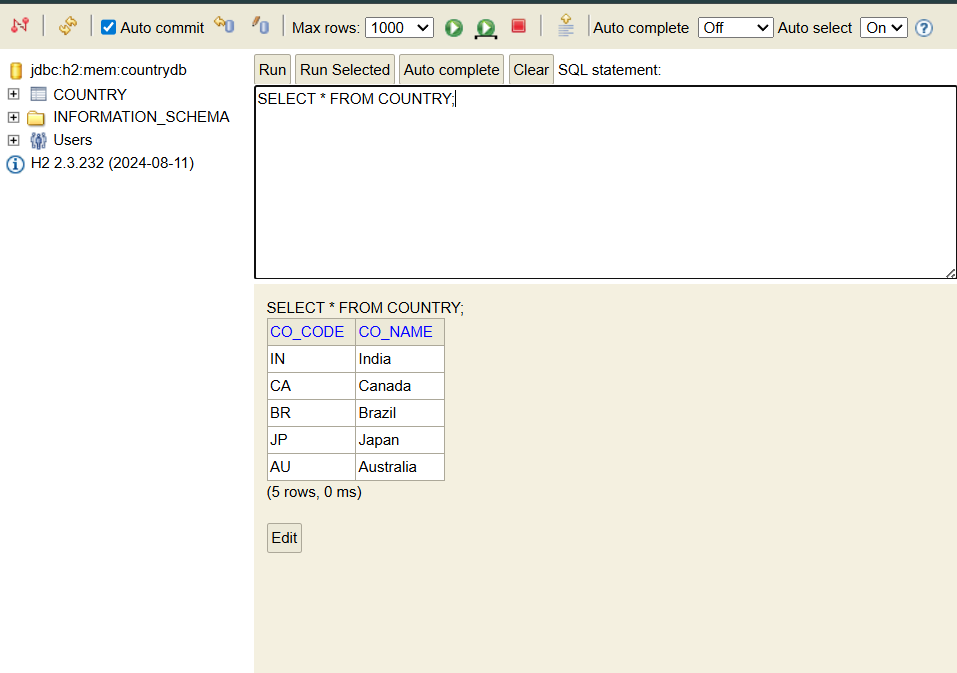 Auto commit Max rows: 1000 Auto complete Off Auto select On ?
jdbc:h2:mem:countrydb
COUNTRY
INFORMATION_SCHEMA
Users
H2 2.3.232 (2024-08-11)
Run Run Selected Auto complete Clear SQL statement:
SELECT * FROM COUNTRY;
SELECT * FROM COUNTRY;
CO_CODE CO_NAME
IN India
CA Canada
BR Brazil
JP Japan
AU Australia
(5 rows, 0 ms)
Edit